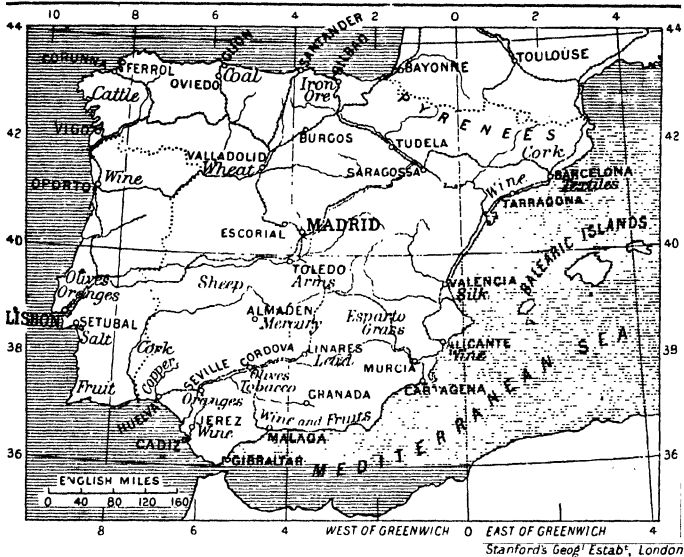 10 8 6 4 2 0 2 4
44 44
CORUNNA FERROL GIJON SANTANDER BILBAO
OVIEDO Coal
Cattle
Iron
Ore
BAYONNE TOULOUSE
PYRENEES
VIGO
42 42
BURGOS TUDELA
Cork
VALLADOLID
Wheat
SARAGOSSA
OPORTO Wine
Wine
BARCELONA
Textiles
TARRAGONA
ESCORIAL MADRID
40 40
BALEARIC ISLANDS
TOLEDO
Arms
Olives
Oranges
Sheep
VALENCIA
Silk
LISBON SETUBAL
Salt
ALMADEN
Mercury
Esparto
Grass
38 38
Cork
Copper
SEVILLE CORDOVA LINARES
Lead
ALICANTE
Wine
MURCIA
Fruit
Olives
Tobacco
CARTAGENA
Oranges
GRANADA
HUELVA
JEREZ
Wine
Wine and Fruits
CADIZ MALAGA
GIBRALTAR
MEDITERRANEAN SEA
36 36
ENGLISH MILES
0 40 80 120 160
WEST OF GREENWICH 0 EAST OF GREENWICH
8 6 4 2 2 4
Stanford's Geogl Estabt, London